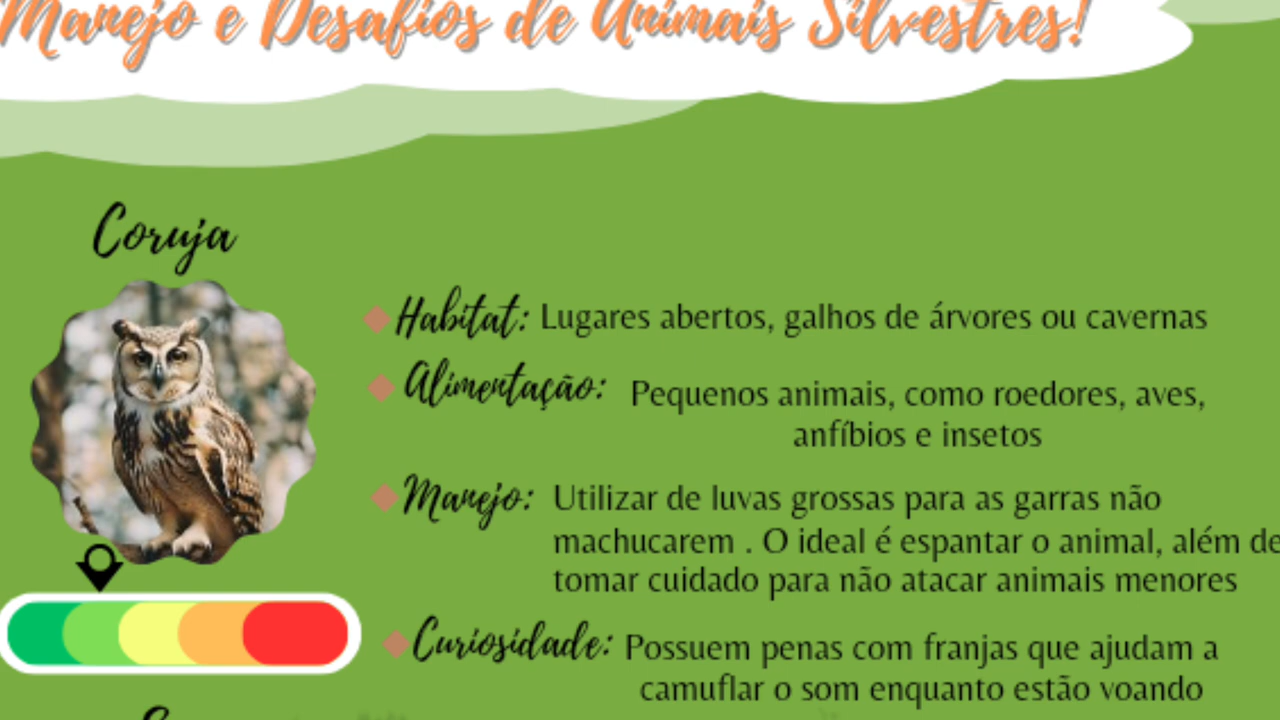 Manejo e Desafios de Animais Silvestres!
Coruja
Habitat: Lugares abertos, galhos de árvores ou cavernas
Alimentação: Pequenos animais, como roedores, aves,
anfíbios e insetos
Manejo: Utilizar de luvas grossas para as garras não
machucarem . O ideal é espantar o animal, além de
tomar cuidado para não atacar animais menores
Curiosidade: Possuem penas com franjas que ajudam a
camuflar o som enquanto estão voando